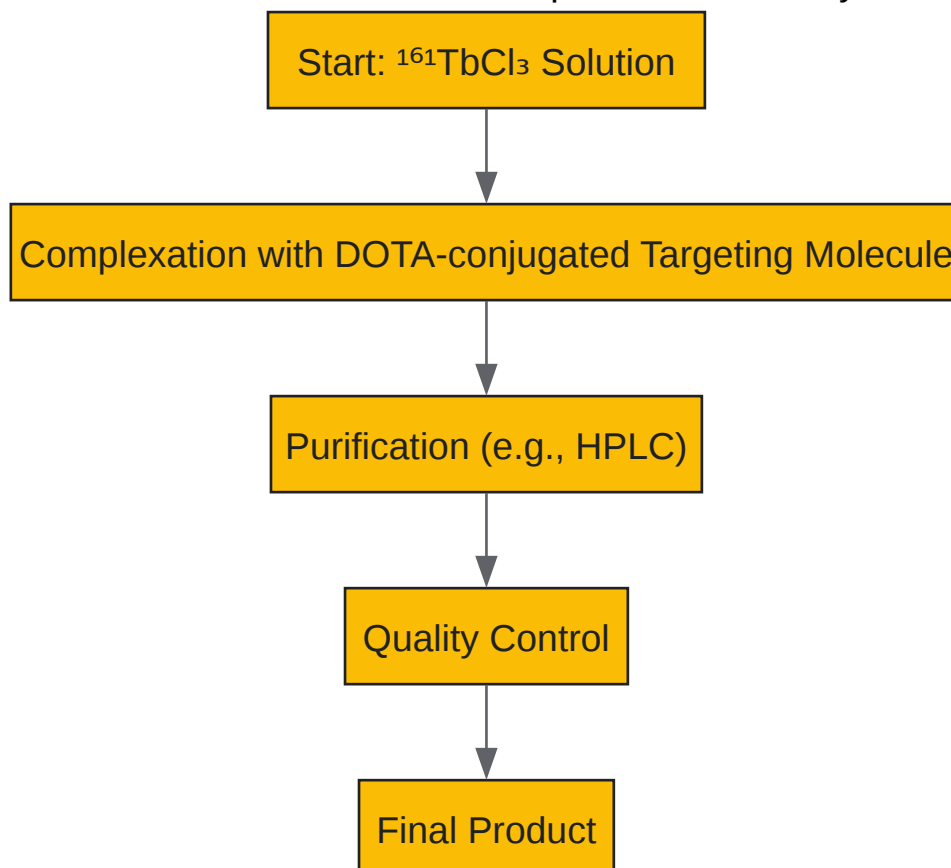 Start: ¹⁶¹TbCl₃ Solution
Complexation with DOTA-conjugated Targeting Molecule
Purification (e.g., HPLC)
Quality Control
Final Product